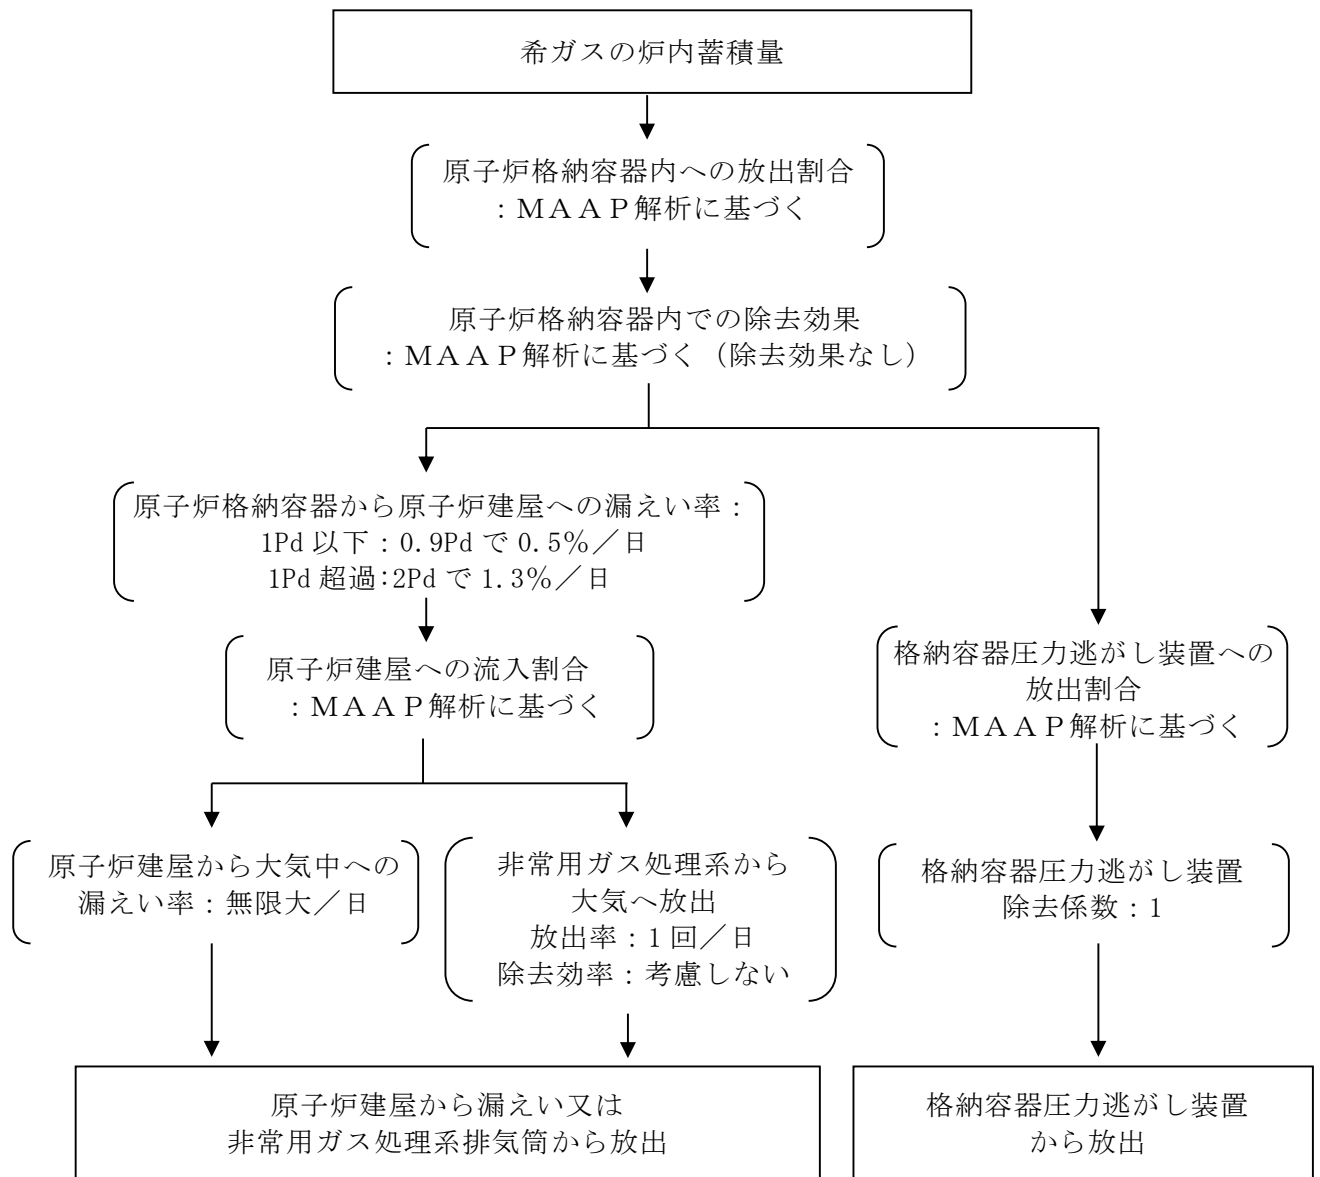 希ガスの炉内蓄積量
原子炉格納容器内への放出割合
：ＭＡＡＰ解析に基づく
原子炉格納容器内での除去効果
：ＭＡＡＰ解析に基づく（除去効果なし）
原子炉格納容器から原子炉建屋への漏えい率：
1Pd 以下：0.9Pd で 0.5％／日
1Pd 超過：2Pd で 1.3％／日
原子炉建屋への流入割合
：ＭＡＡＰ解析に基づく
格納容器圧力逃がし装置への
放出割合
：ＭＡＡＰ解析に基づく
原子炉建屋から大気中への
漏えい率：無限大／日
非常用ガス処理系から
大気へ放出
放出率：1 回／日
除去効率：考慮しない
格納容器圧力逃がし装置
除去係数：1
原子炉建屋から漏えい又は
非常用ガス処理系排気筒から放出
格納容器圧力逃がし装置
から放出